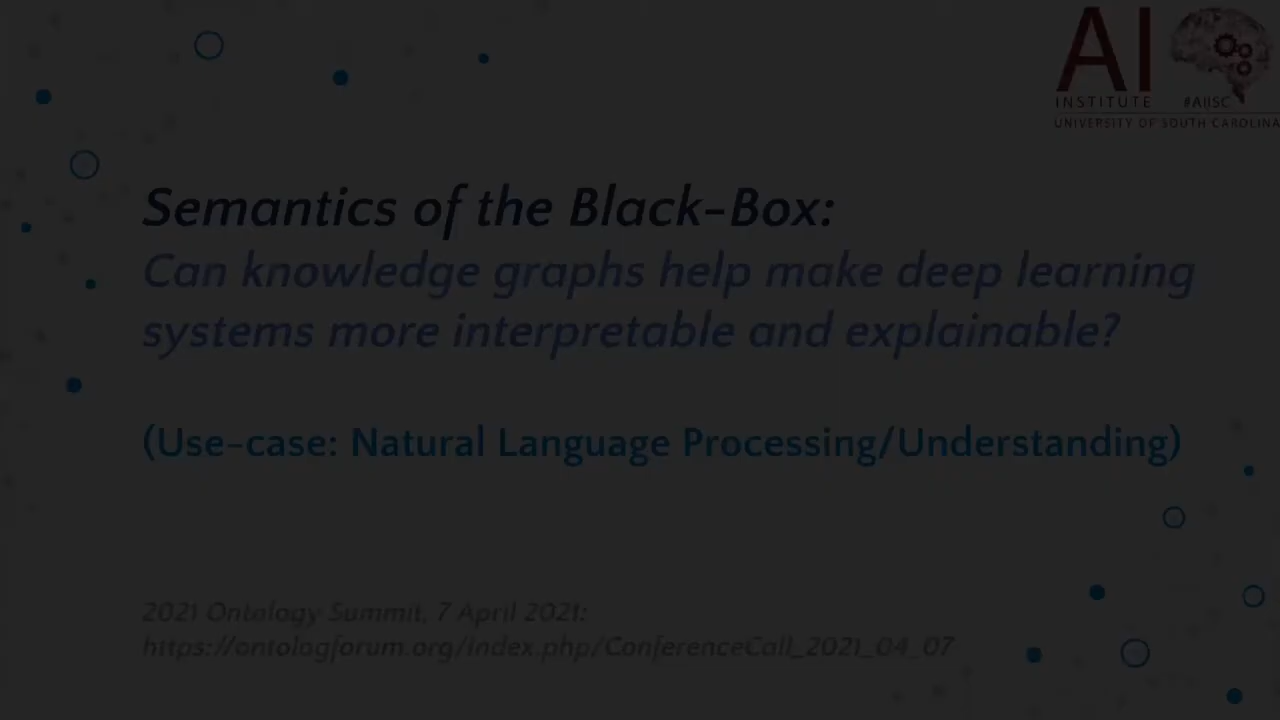 AI
INSTITUTE #AIISC
UNIVERSITY OF SOUTH CAROLINA
Semantics of the Black-Box:
Can knowledge graphs help make deep learning
systems more interpretable and explainable?
(Use-case: Natural Language Processing/Understanding)
2021 Ontology Summit, 7 April 2021:
https://ontologforum.org/index.php/ConferenceCall_2021_04_07